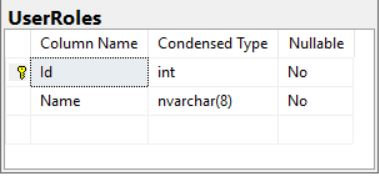 UserRoles
Column Name Condensed Type Nullable
Id int No
Name nvarchar(8) No